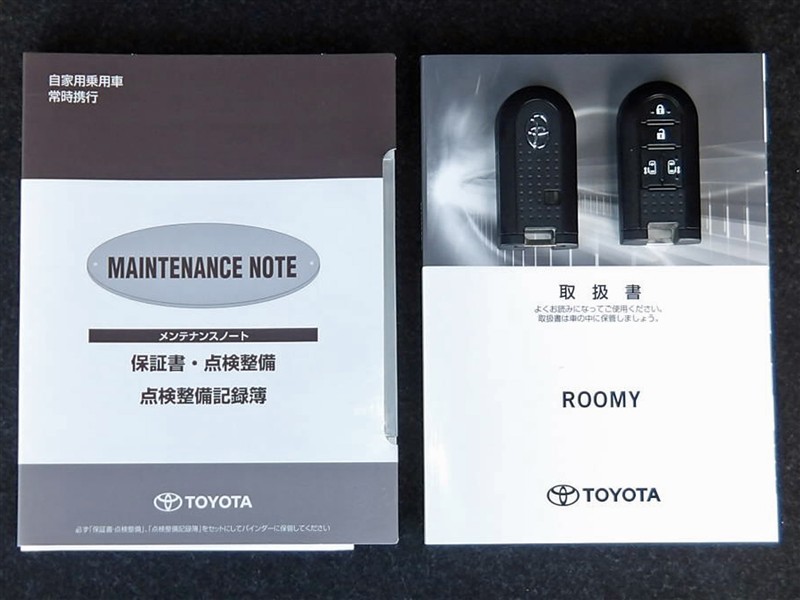 自家用乗用車
常時携行
MAINTENANCE NOTE
メンテナンスノート
保証書・点検整備
点検整備記録簿
TOYOTA
必ず「保証書・点検整備」、「点検整備記録簿」をセットにしてバインダーに保管してください
取扱書
よくお読みになってご使用ください。
取扱書は車の中に保管しましょう。
ROOMY
TOYOTA